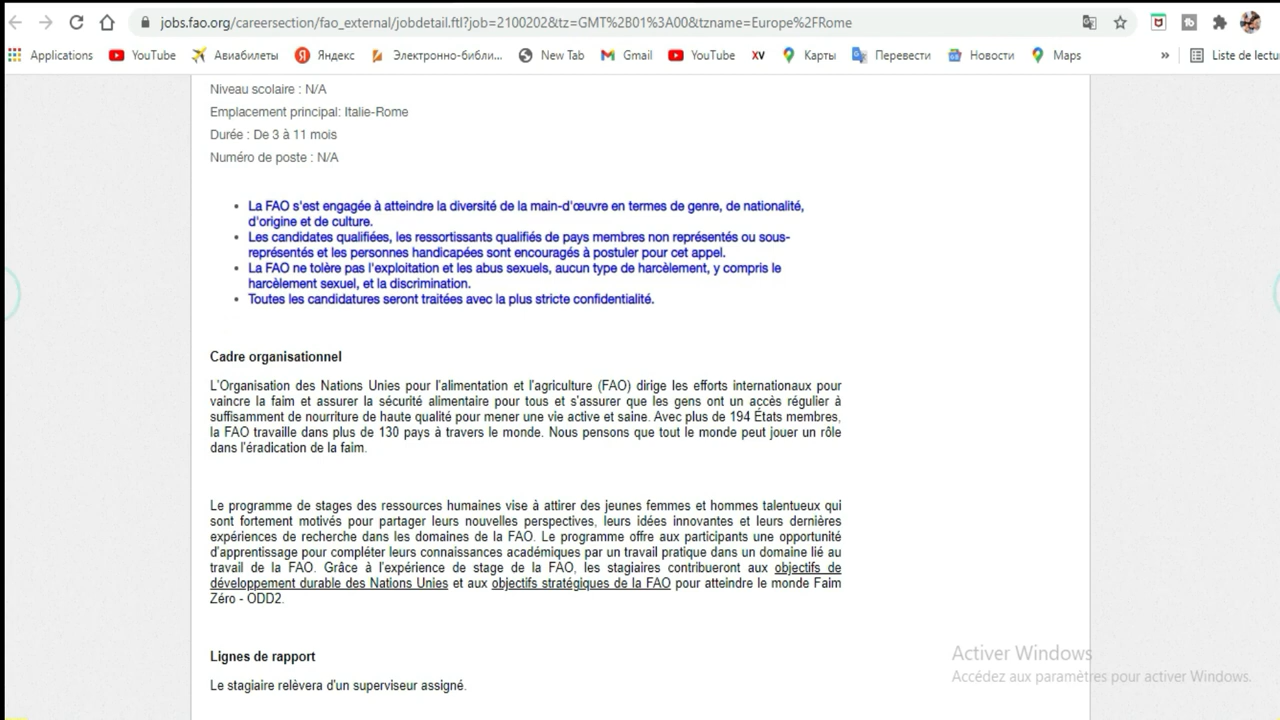 jobs.fao.org/careersection/fao_external/jobdetail.ftl?job=2100202&tz=GMT%2B01%3A00&tzname=Europe%2FRome
Applications YouTube Авиабилеты Яндекс Электронно-библи... New Tab Gmail YouTube XV Карты Перевести Новости Maps » Liste de lectu
Niveau scolaire : N/A
Emplacement principal: Italie-Rome
Durée : De 3 à 11 mois
Numéro de poste : N/A
• La FAO s'est engagée à atteindre la diversité de la main-d'œuvre en termes de genre, de nationalité,
d'origine et de culture.
• Les candidates qualifiées, les ressortissants qualifiés de pays membres non représentés ou sous-
représentés et les personnes handicapées sont encouragés à postuler pour cet appel.
• La FAO ne tolère pas l'exploitation et les abus sexuels, aucun type de harcèlement, y compris le
harcèlement sexuel, et la discrimination.
• Toutes les candidatures seront traitées avec la plus stricte confidentialité.
Cadre organisationnel
L'Organisation des Nations Unies pour l'alimentation et l'agriculture (FAO) dirige les efforts internationaux pour
vaincre la faim et assurer la sécurité alimentaire pour tous et s'assurer que les gens ont un accès régulier à
suffisamment de nourriture de haute qualité pour mener une vie active et saine. Avec plus de 194 États membres,
la FAO travaille dans plus de 130 pays à travers le monde. Nous pensons que tout le monde peut jouer un rôle
dans l'éradication de la faim.
Le programme de stages des ressources humaines vise à attirer des jeunes femmes et hommes talentueux qui
sont fortement motivés pour partager leurs nouvelles perspectives, leurs idées innovantes et leurs dernières
expériences de recherche dans les domaines de la FAO. Le programme offre aux participants une opportunité
d'apprentissage pour compléter leurs connaissances académiques par un travail pratique dans un domaine lié au
travail de la FAO. Grâce à l'expérience de stage de la FAO, les stagiaires contribueront aux objectifs de
développement durable des Nations Unies et aux objectifs stratégiques de la FAO pour atteindre le monde Faim
Zéro - ODD2.
Lignes de rapport
Le stagiaire relèvera d'un superviseur assigné.
Activer Windows
Accédez aux paramètres pour activer Windows.